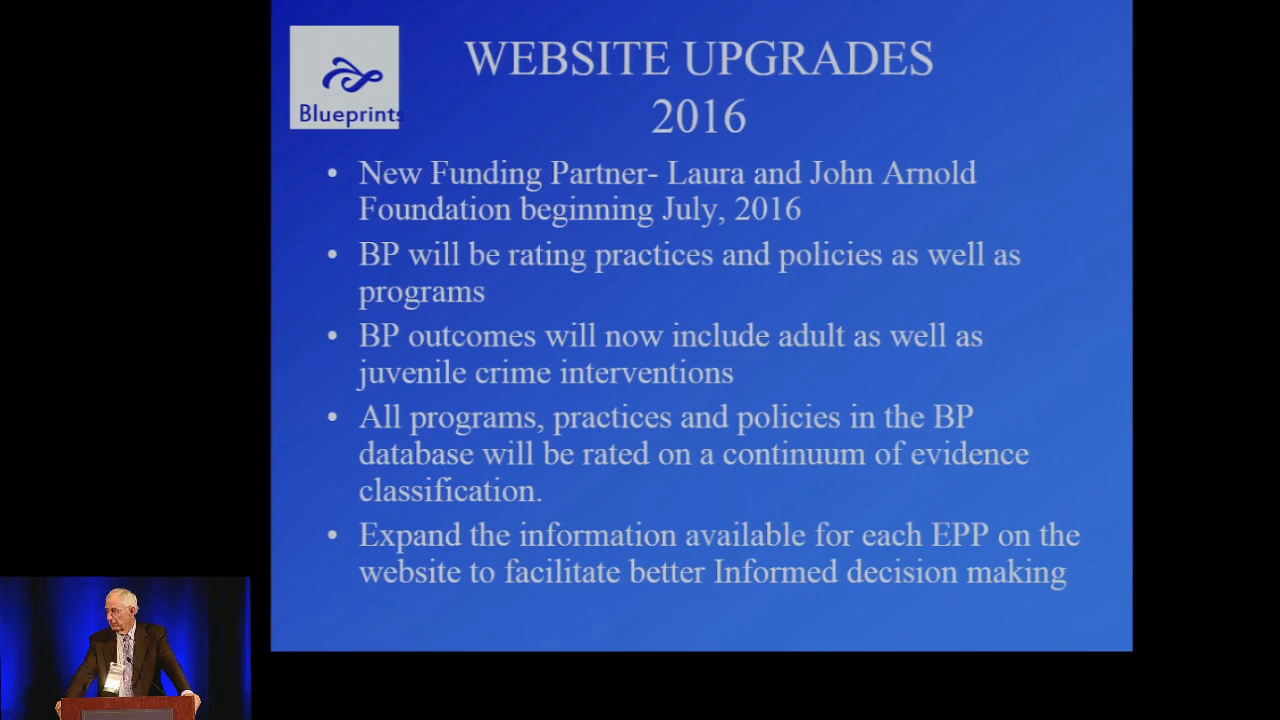 Blueprints
WEBSITE UPGRADES
2016
• New Funding Partner- Laura and John Arnold
Foundation beginning July, 2016
• BP will be rating practices and policies as well as
programs
• BP outcomes will now include adult as well as
juvenile crime interventions
• All programs, practices and policies in the BP
database will be rated on a continuum of evidence
classification.
• Expand the information available for each EPP on the
website to facilitate better Informed decision making